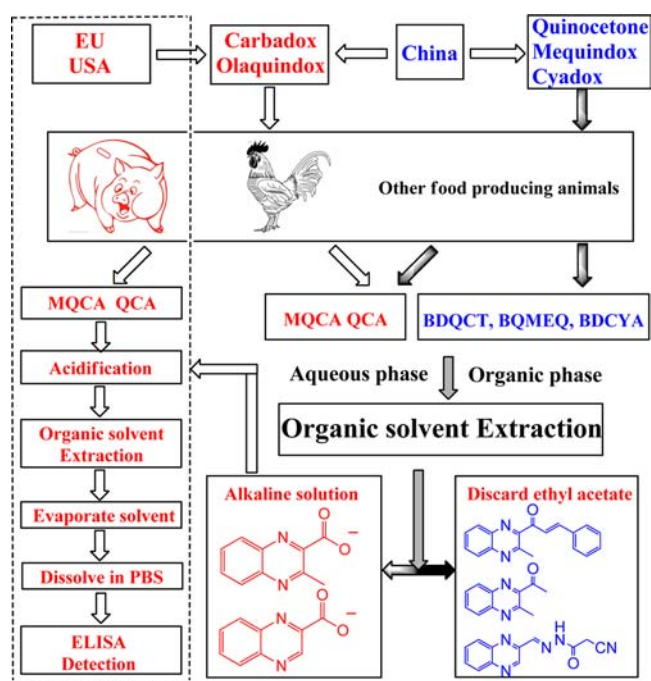 EU
USA
Carbadox
Olaquindox
China
Quinocetone
Mequindox
Cyadox
Other food producing animals
MQCA QCA
MQCA QCA
BDQCT, BQMEQ, BDCYA
Acidification
Aqueous phase
Organic phase
Organic solvent Extraction
Organic solvent
Extraction
Evaporate solvent
Dissolve in PBS
ELISA
Detection
Alkaline solution
N
N
O
O
−
N
N
O
O
−
Discard ethyl acetate
N
N
O
N
N
O
N
N
N
H
N
O
CN